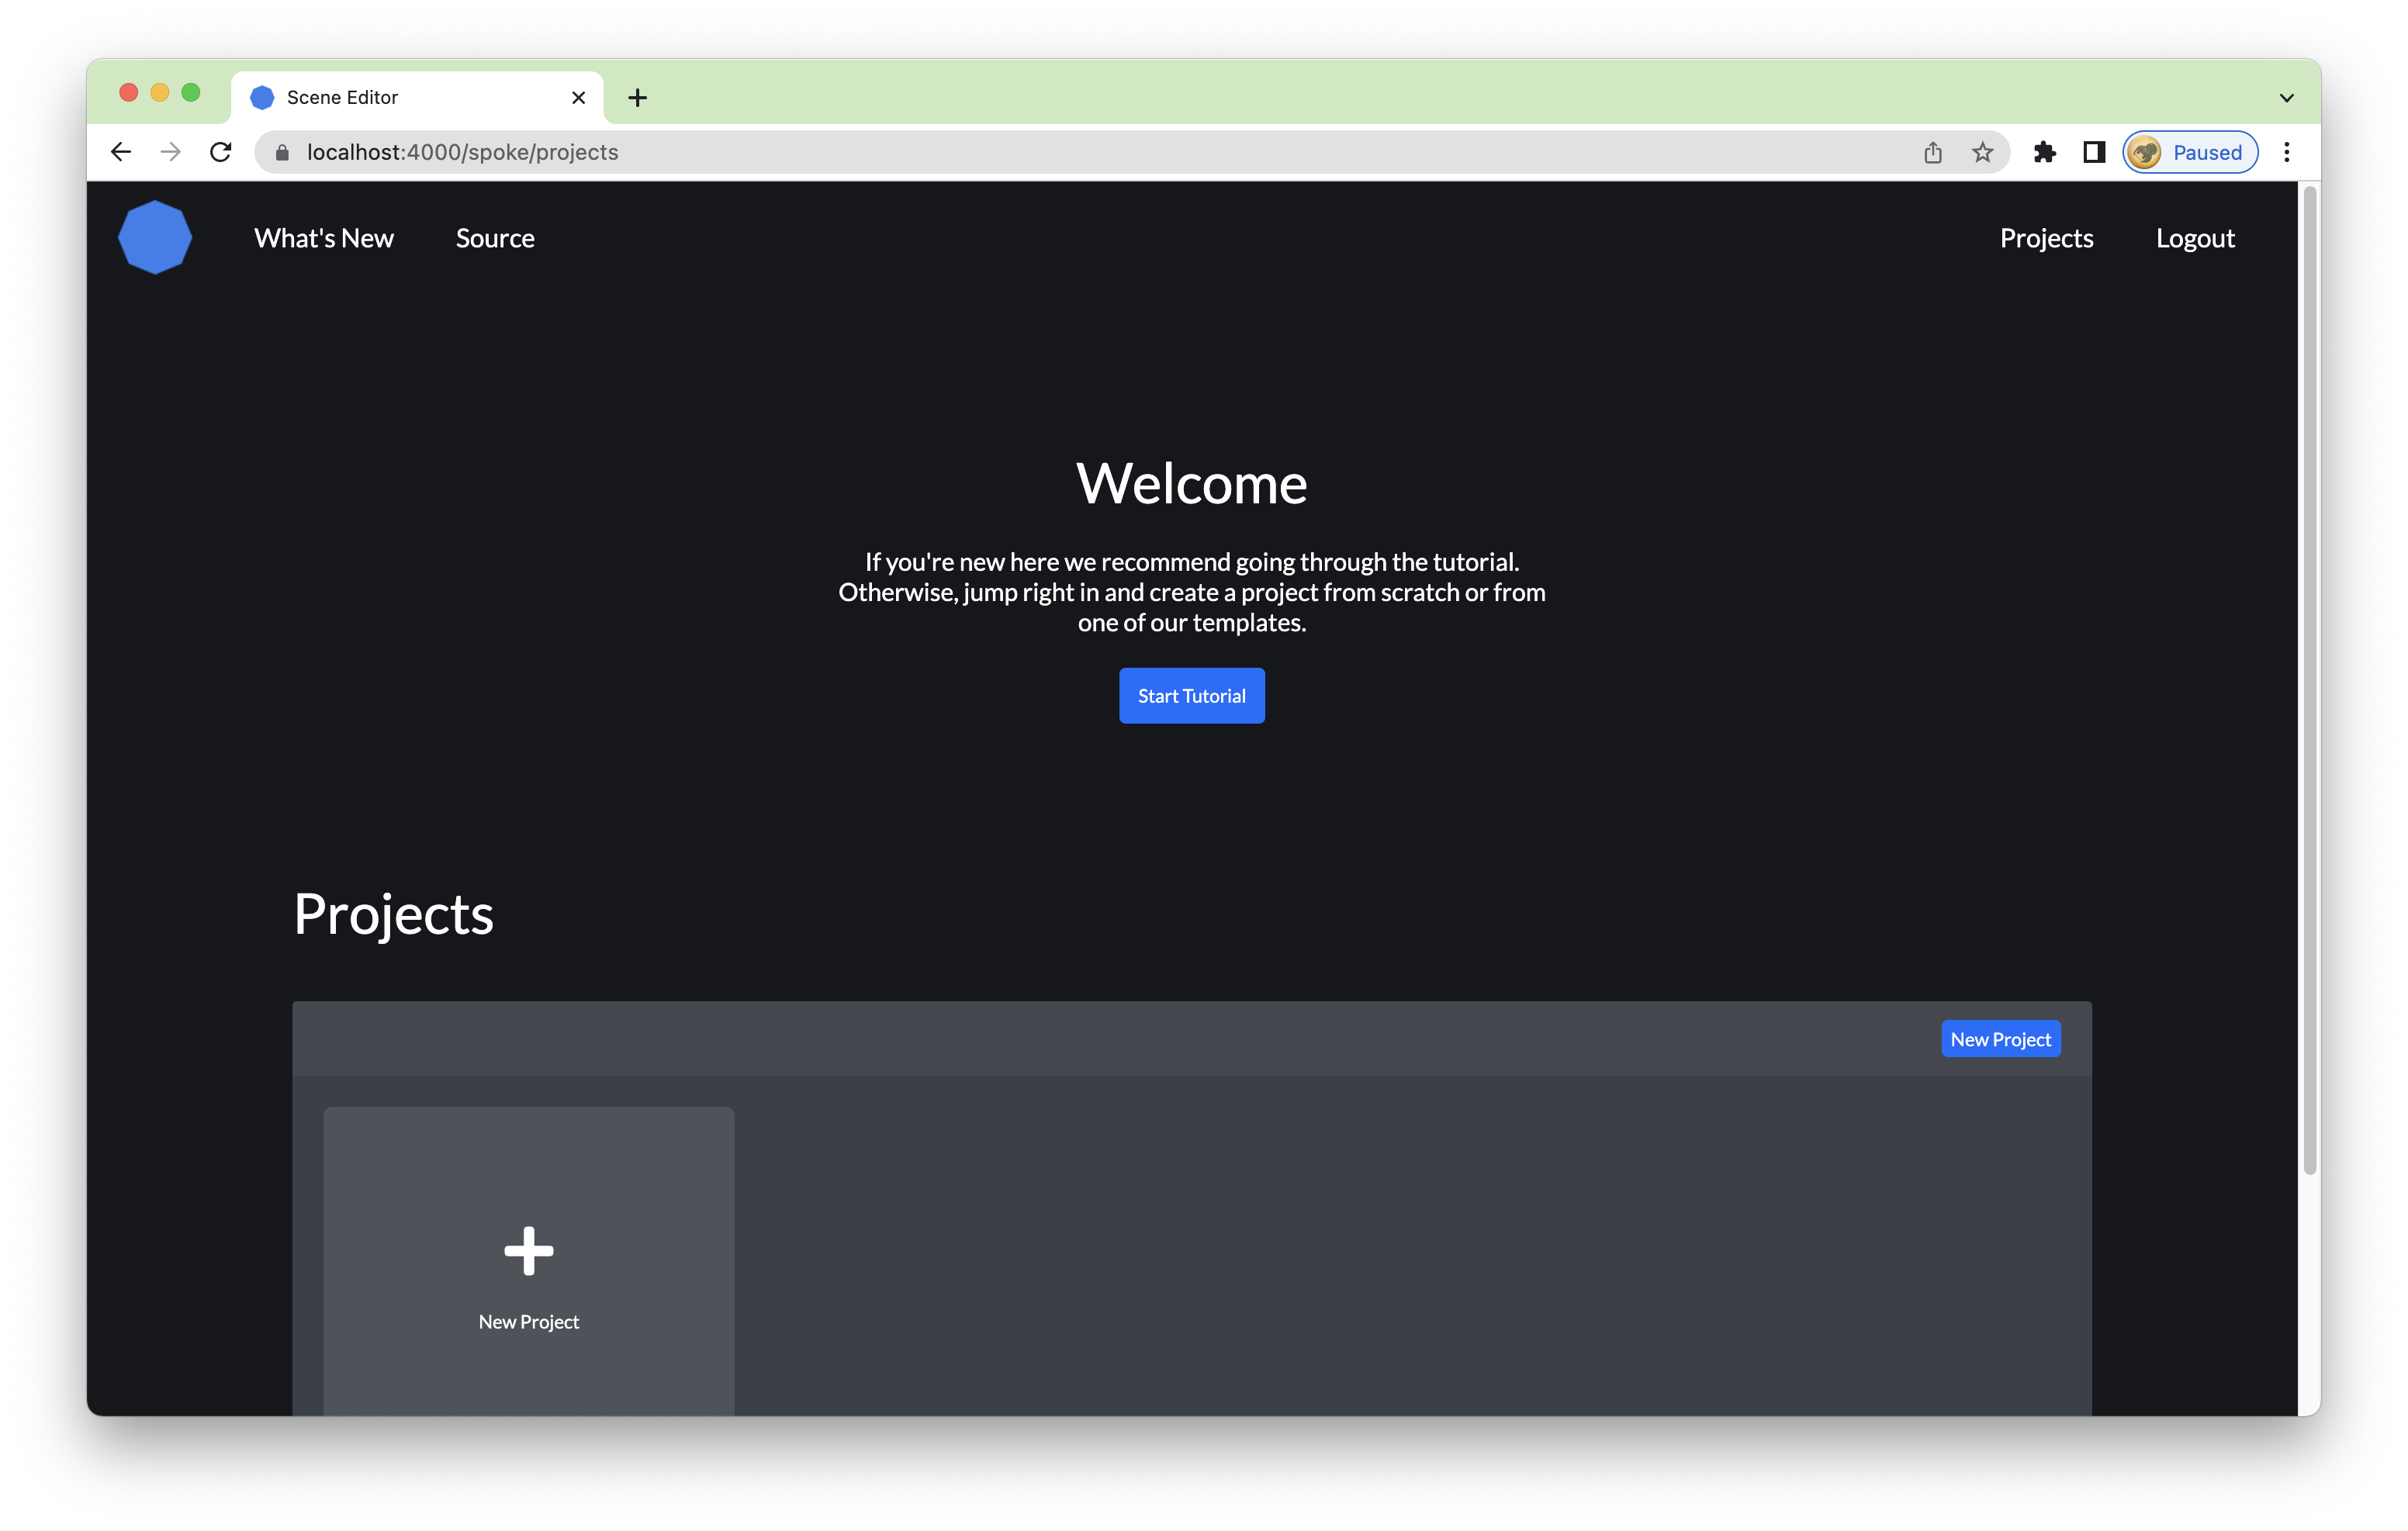 Scene Editor
localhost:4000/spoke/projects
Paused
What's New
Source
Projects
Logout
Welcome
If you're new here we recommend going through the tutorial.
Otherwise, jump right in and create a project from scratch or from
one of our templates.
Start Tutorial
Projects
New Project
New Project